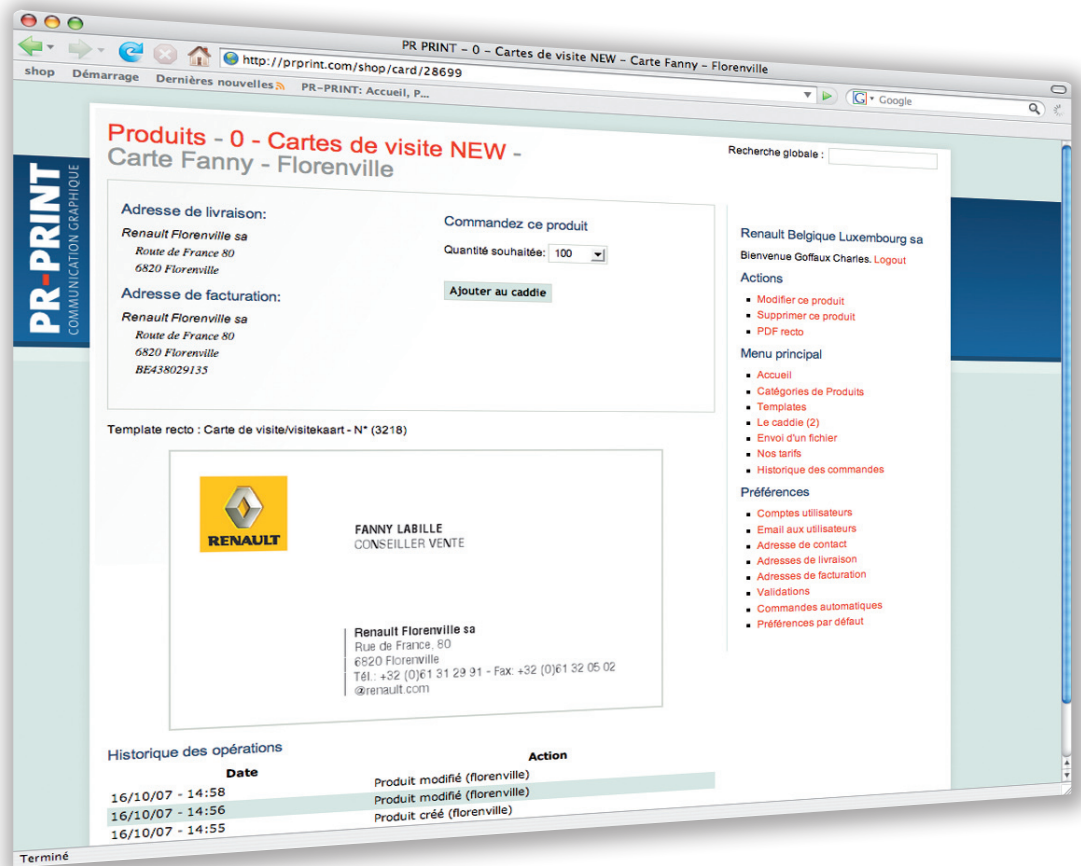 PR PRINT - 0 - Cartes de visite NEW - Carte Fanny - Florenville
http://prprint.com/shop/card/28699
G Google
shop Démarrage Dernières nouvelles PR-PRINT: Accueil, P...
PR-PRINT
COMMUNICATION GRAPHIQUE
Produits - 0 - Cartes de visite NEW -
Carte Fanny - Florenville
Recherche globale :
Adresse de livraison:
Renault Florenville sa
Route de France 80
6820 Florenville
Adresse de facturation:
Renault Florenville sa
Route de France 80
6820 Florenville
BE438029135
Commandez ce produit
Quantité souhaitée: 100
Ajouter au caddie
Template recto : Carte de visite/visitekaart - N° (3218)
RENAULT
FANNY LABILLE
CONSEILLER VENTE
Renault Florenville sa
Rue de France, 80
6820 Florenville
Tél.: +32 (0)61 31 29 91 - Fax: +32 (0)61 32 05 02
@renault.com
Historique des opérations
Date Action
16/10/07 - 14:58 Produit modifié (florenville)
16/10/07 - 14:56 Produit modifié (florenville)
16/10/07 - 14:55 Produit créé (florenville)
Renault Belgique Luxembourg sa
Bienvenue Goffaux Charles. Logout
Actions
Modifier ce produit
Supprimer ce produit
PDF recto
Menu principal
Accueil
Catégories de Produits
Templates
Le caddie (2)
Envoi d'un fichier
Nos tarifs
Historique des commandes
Préférences
Comptes utilisateurs
Email aux utilisateurs
Adresse de contact
Adresses de livraison
Adresses de facturation
Validations
Commandes automatiques
Préférences par défaut
Terminé